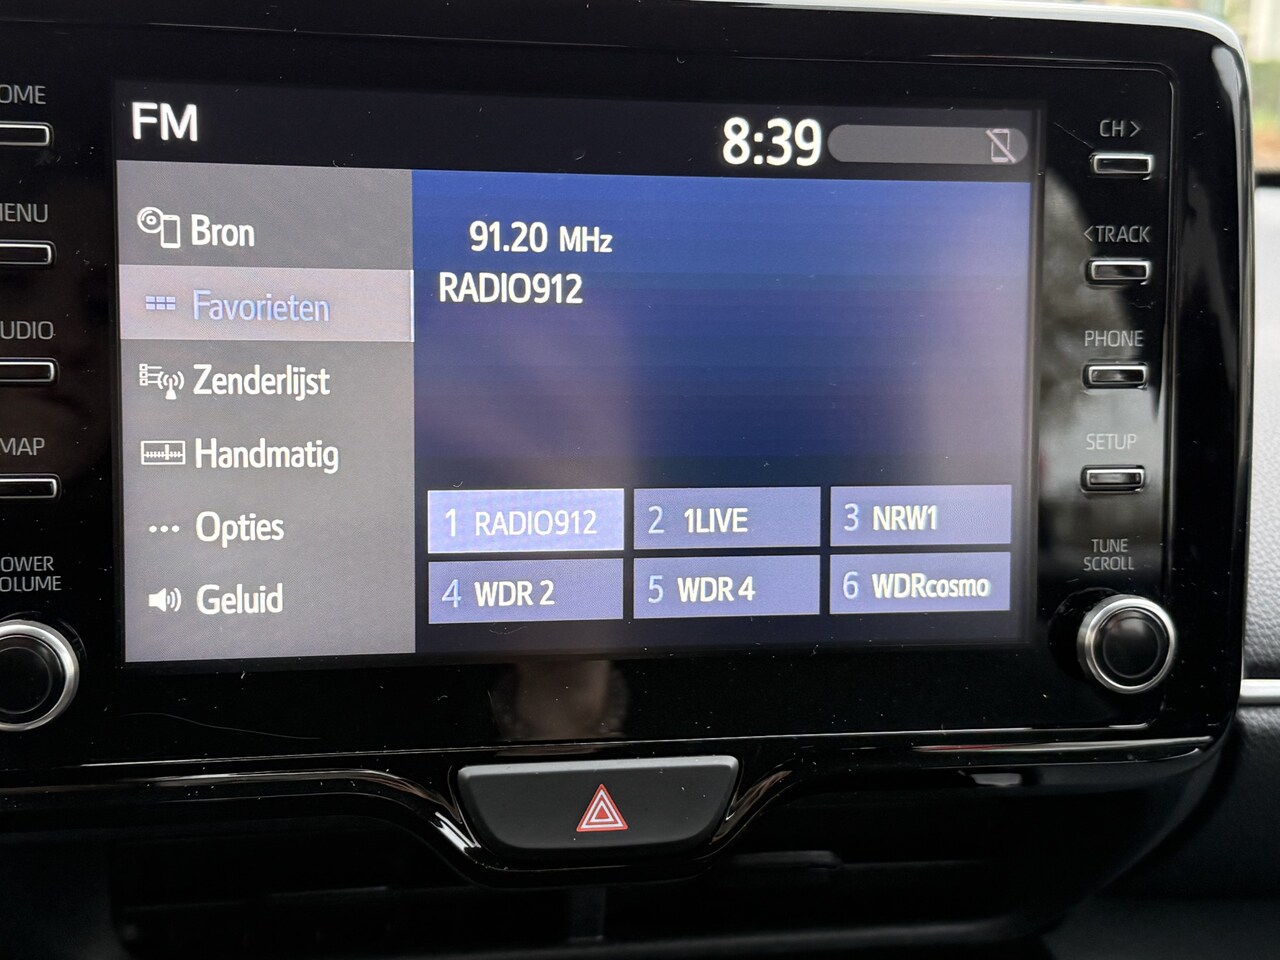 FM
8:39
Bron
Favorieten
Zenderlijst
Handmatig
Opties
Geluid
91.20 MHz
RADIO912
1 RADIO912
2 1LIVE
3 NRW1
4 WDR 2
5 WDR 4
6 WDRcosmo
OME
MENU
UDIO
MAP
OWER
OLUME
CH >
< TRACK
PHONE
SETUP
TUNE
SCROLL